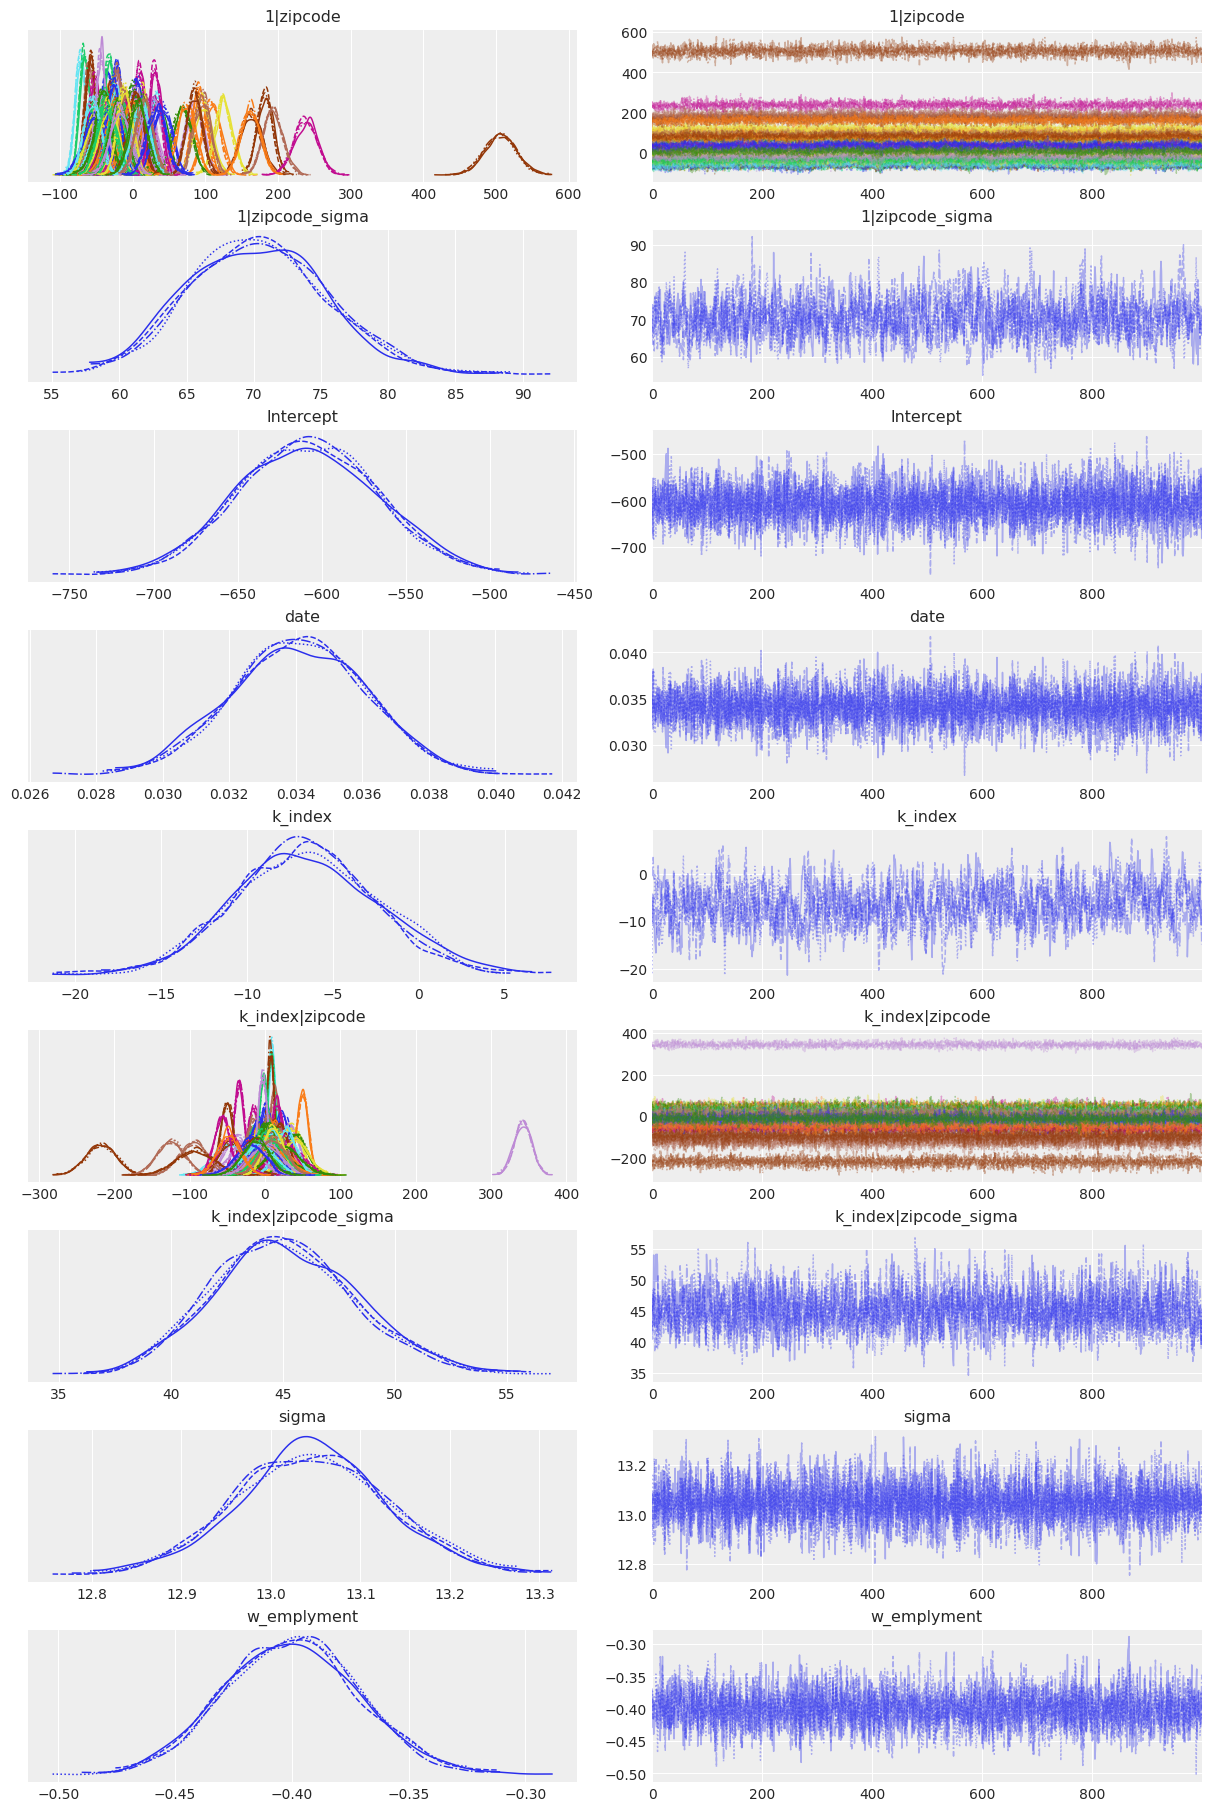 1|zipcode 1|zipcode
600
400
200
0
−100 0 100 200 300 400 500 600 0 200 400 600 800
1|zipcode_sigma 1|zipcode_sigma
90
80
70
60
55 60 65 70 75 80 85 90 0 200 400 600 800
Intercept Intercept
−500
−600
−700
−750 −700 −650 −600 −550 −500 −450 0 200 400 600 800
date date
0.040
0.035
0.030
0.026 0.028 0.030 0.032 0.034 0.036 0.038 0.040 0.042 0 200 400 600 800
k_index k_index
0
−10
−20
−20 −15 −10 −5 0 5 0 200 400 600 800
k_index|zipcode k_index|zipcode
400
200
0
−200
−300 −200 −100 0 100 200 300 400 0 200 400 600 800
k_index|zipcode_sigma k_index|zipcode_sigma
55
50
45
40
35
35 40 45 50 55 0 200 400 600 800
sigma sigma
13.2
13.0
12.8
12.8 12.9 13.0 13.1 13.2 13.3 0 200 400 600 800
w_emplyment w_emplyment
−0.30
−0.35
−0.40
−0.45
−0.50
−0.50 −0.45 −0.40 −0.35 −0.30 0 200 400 600 800